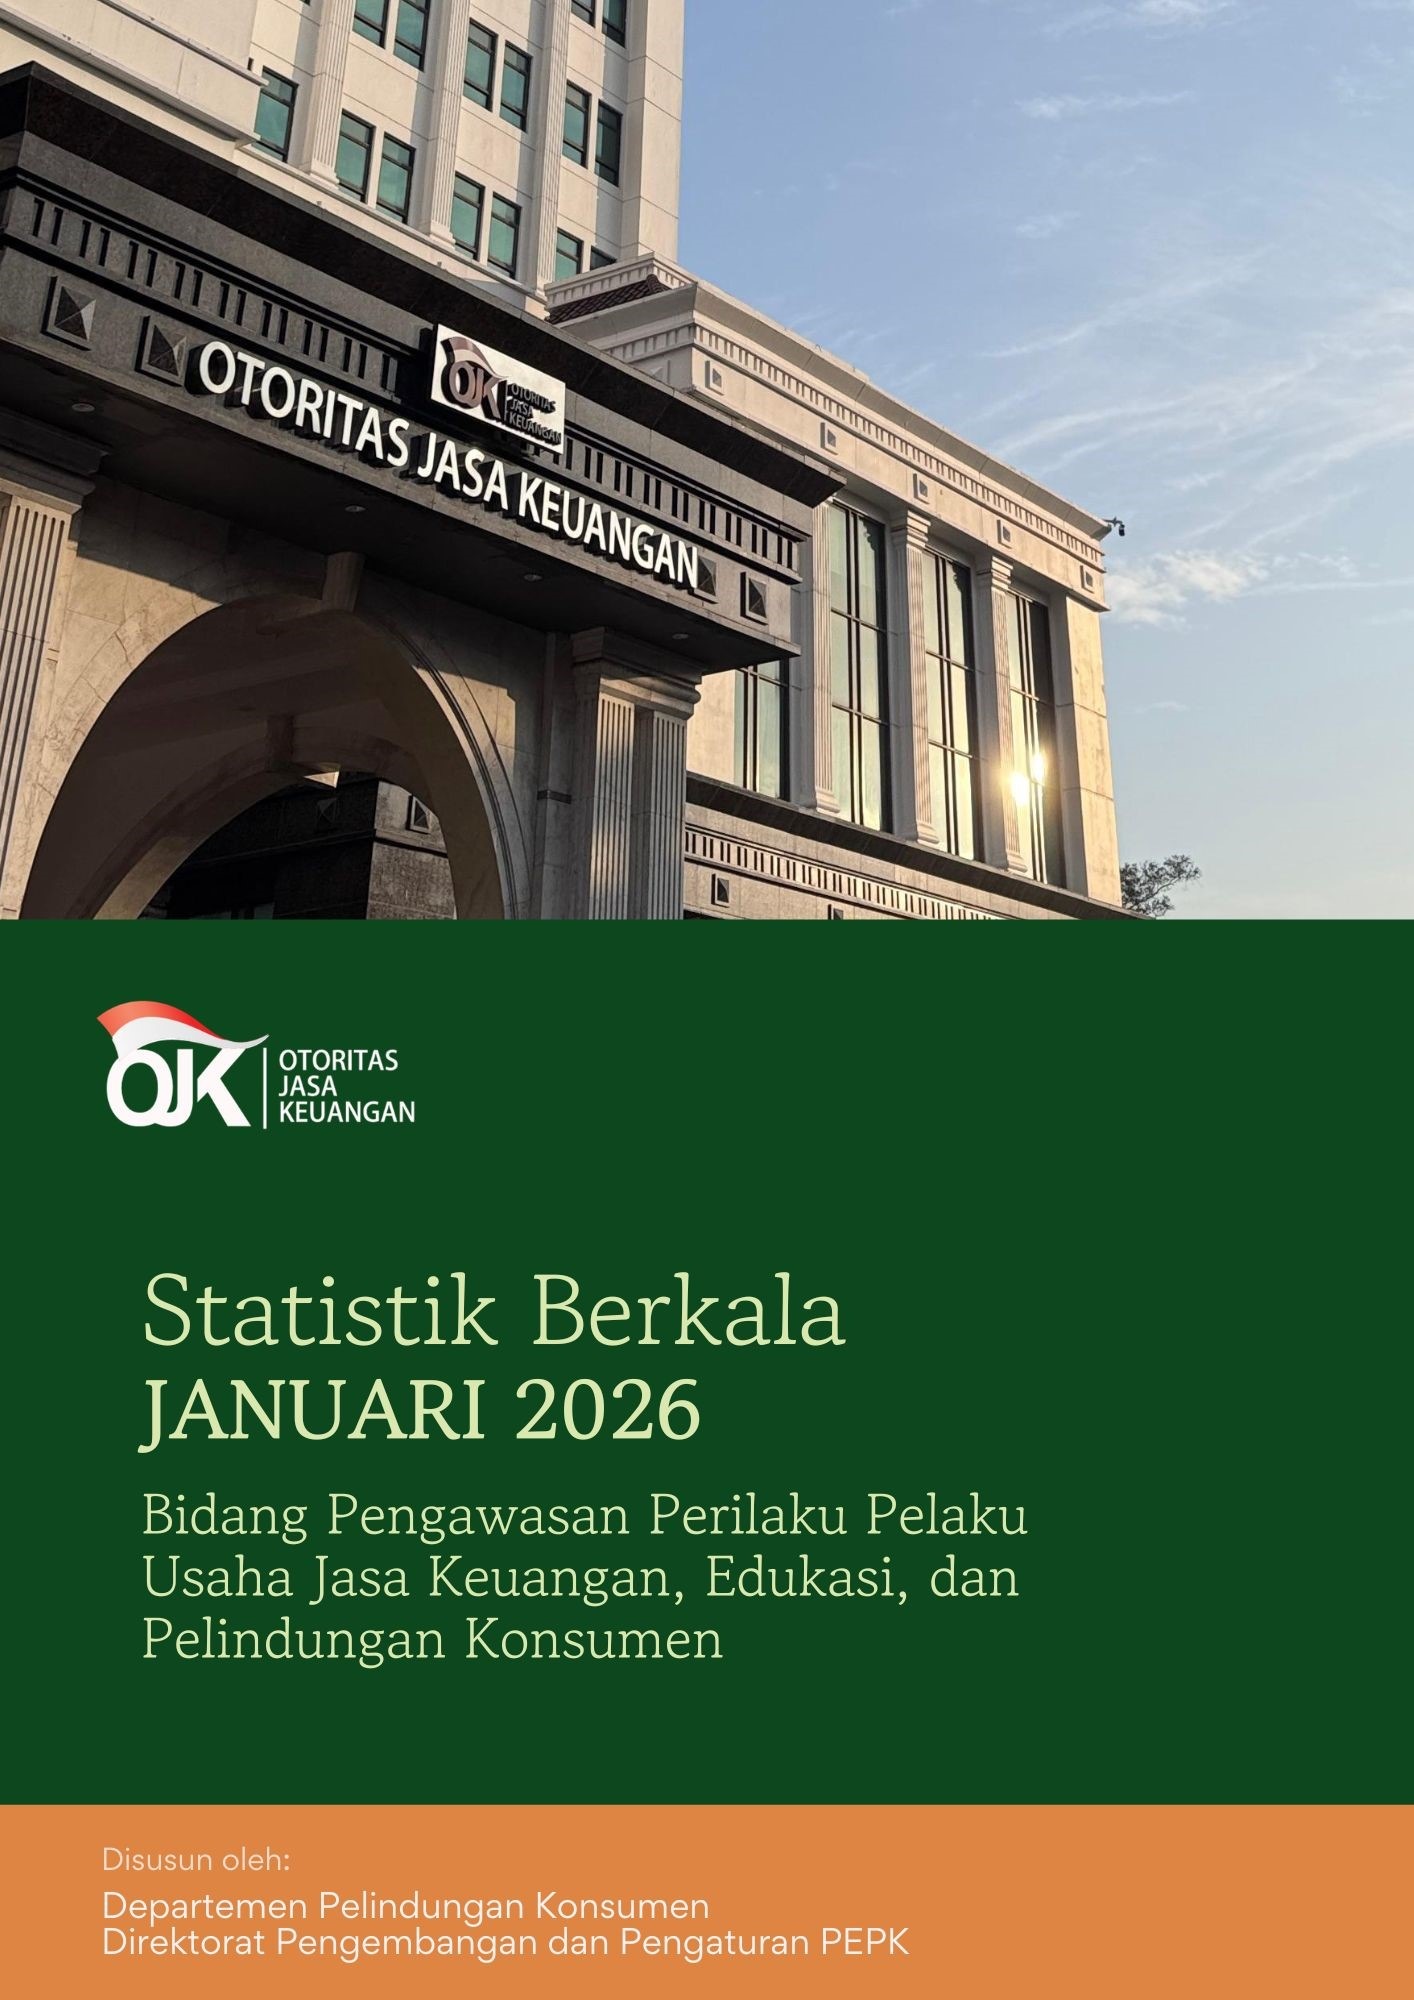 OTORITAS
JASA
KEUANGAN
OTORITAS JASA KEUANGAN
OJK
OTORITAS
JASA
KEUANGAN
Statistik Berkala
JANUARI 2026
Bidang Pengawasan Perilaku Pelaku
Usaha Jasa Keuangan, Edukasi, dan
Pelindungan Konsumen
Disusun oleh:
Departemen Pelindungan Konsumen
Direktorat Pengembangan dan Pengaturan PEPK